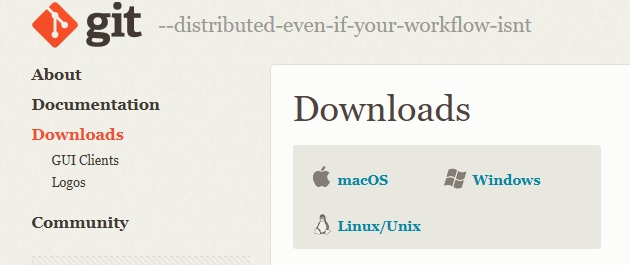 git --distributed-even-if-your-workflow-isnt
About
Documentation
Downloads
GUI Clients
Logos
Community
Downloads
macOS
Windows
Linux/Unix